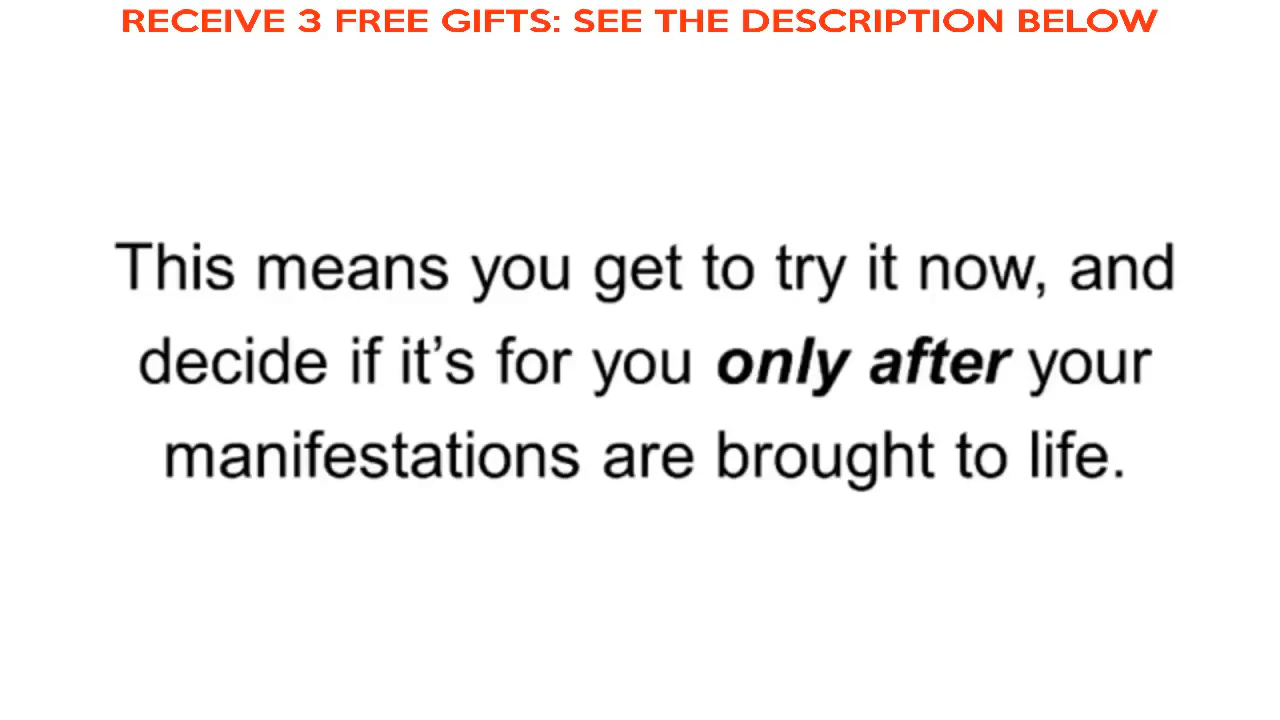 RECEIVE 3 FREE GIFTS: SEE THE DESCRIPTION BELOW
This means you get to try it now, and
decide if it’s for you only after your
manifestations are brought to life.